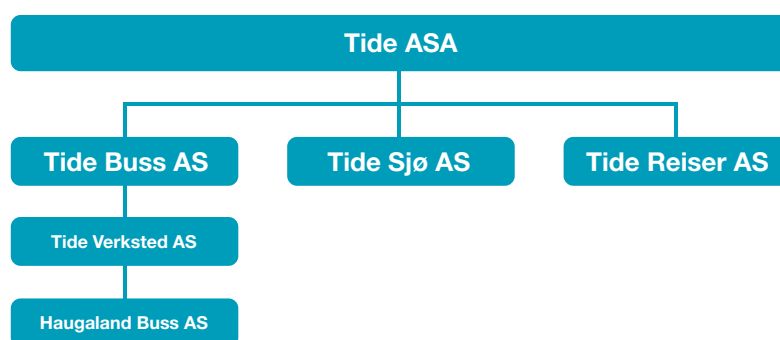 Tide ASA
Tide Buss AS
Tide Sjø AS
Tide Reiser AS
Tide Verksted AS
Haugaland Buss AS